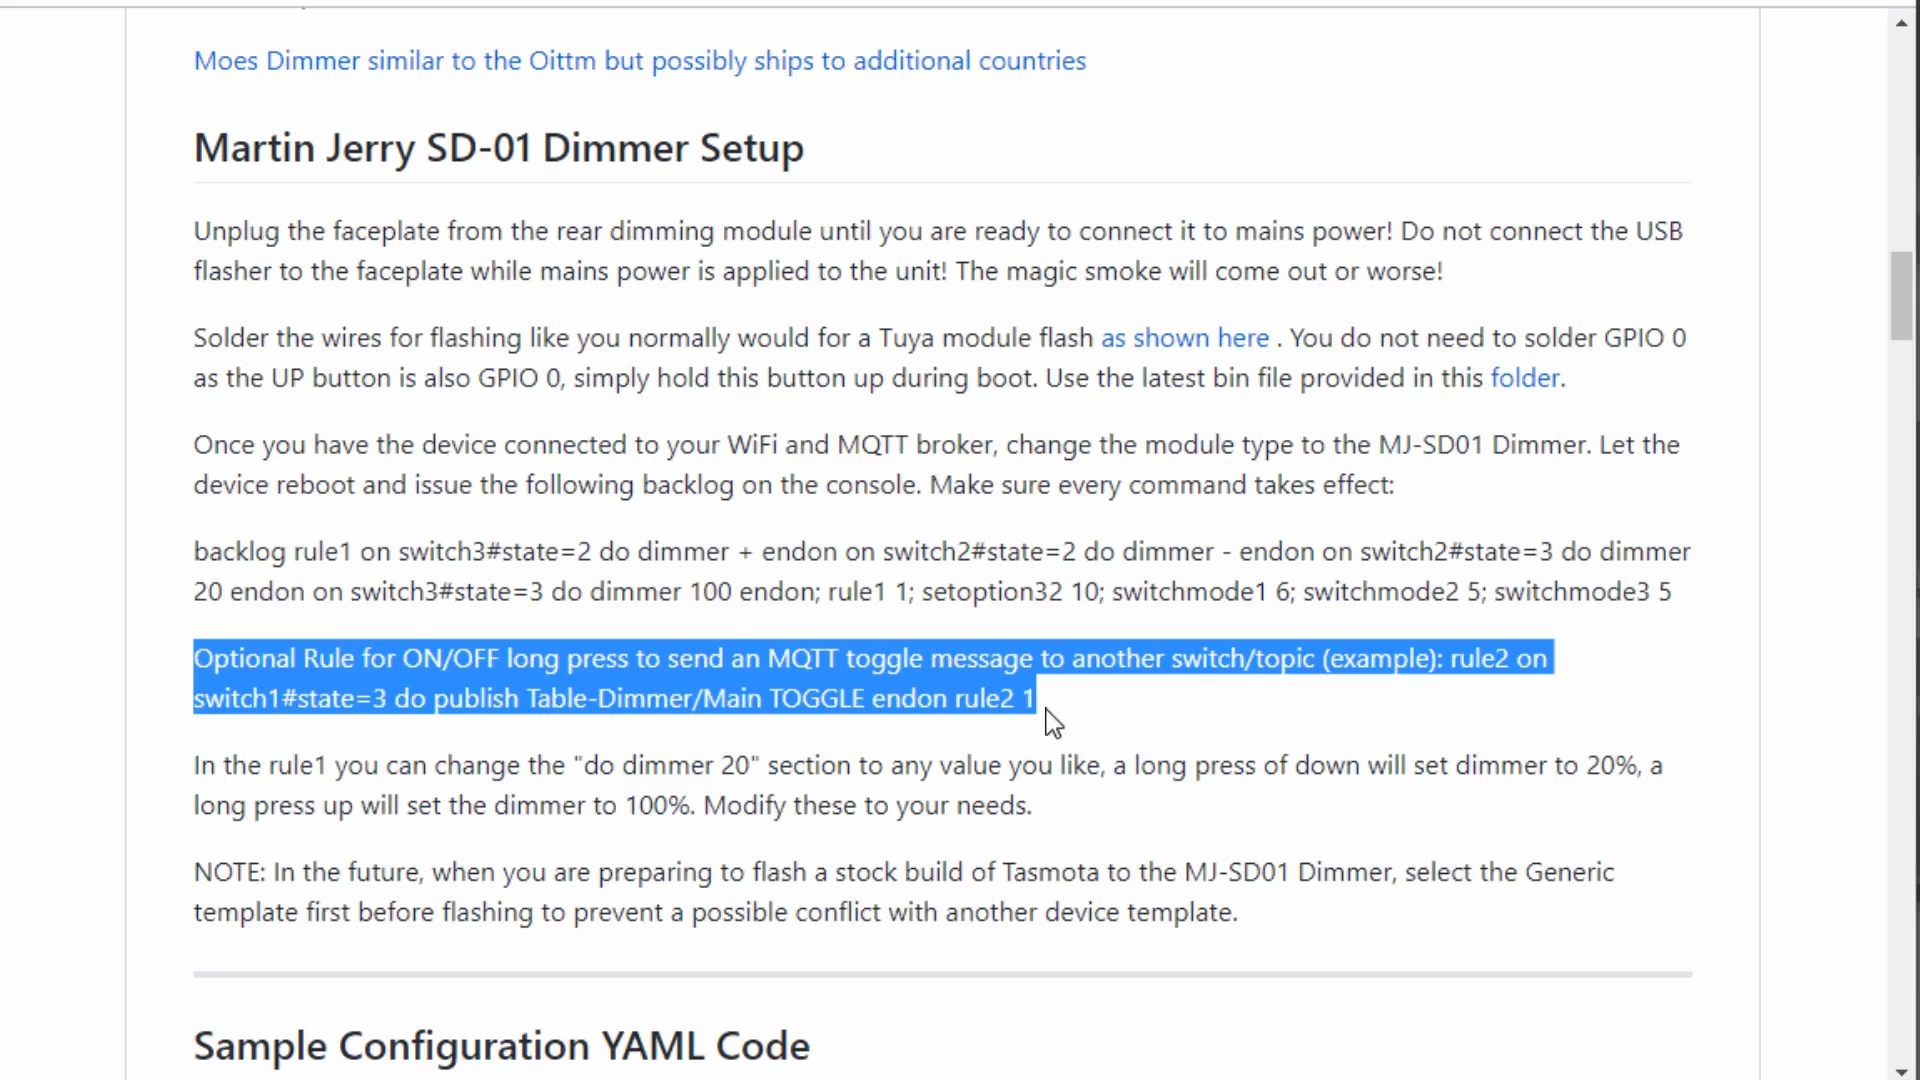 Moes Dimmer similar to the Oittm but possibly ships to additional countries
Martin Jerry SD-01 Dimmer Setup
Unplug the faceplate from the rear dimming module until you are ready to connect it to mains power! Do not connect the USB
flasher to the faceplate while mains power is applied to the unit! The magic smoke will come out or worse!
Solder the wires for flashing like you normally would for a Tuya module flash as shown here . You do not need to solder GPIO 0
as the UP button is also GPIO 0, simply hold this button up during boot. Use the latest bin file provided in this folder.
Once you have the device connected to your WiFi and MQTT broker, change the module type to the MJ-SD01 Dimmer. Let the
device reboot and issue the following backlog on the console. Make sure every command takes effect:
backlog rule1 on switch3#state=2 do dimmer + endon on switch2#state=2 do dimmer - endon on switch2#state=3 do dimmer
20 endon on switch3#state=3 do dimmer 100 endon; rule1 1; setoption32 10; switchmode1 6; switchmode2 5; switchmode3 5
Optional Rule for ON/OFF long press to send an MQTT toggle message to another switch/topic (example): rule2 on
switch1#state=3 do publish Table-Dimmer/Main TOGGLE endon rule2 1
In the rule1 you can change the "do dimmer 20" section to any value you like, a long press of down will set dimmer to 20%, a
long press up will set the dimmer to 100%. Modify these to your needs.
NOTE: In the future, when you are preparing to flash a stock build of Tasmota to the MJ-SD01 Dimmer, select the Generic
template first before flashing to prevent a possible conflict with another device template.
Sample Configuration YAML Code